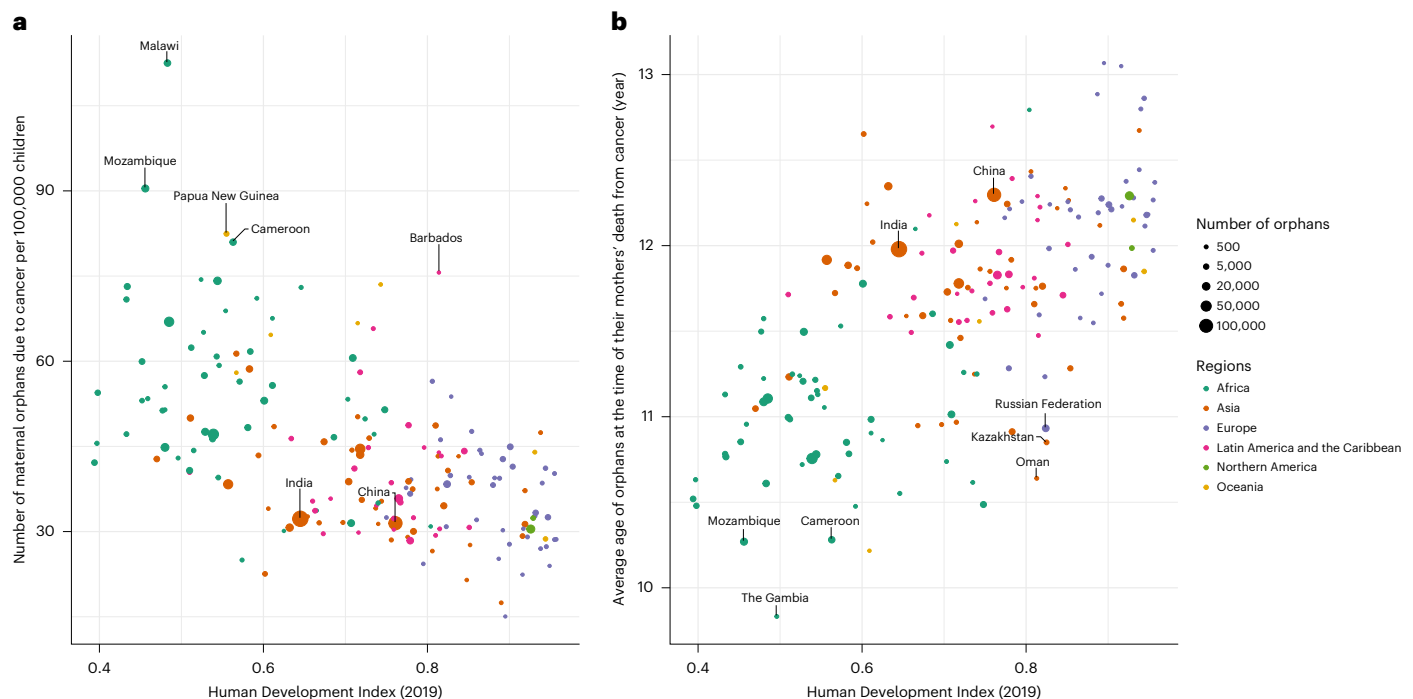 a
Number of maternal orphans due to cancer per 100,000 children
90
60
30
Malawi
Mozambique
Papua New Guinea
Cameroon
Barbados
India
China
0.4
0.6
0.8
Human Development Index (2019)
b
Average age of orphans at the time of their mothers' death from cancer (year)
13
12
11
10
China
India
Russian Federation
Kazakhstan
Oman
Mozambique
Cameroon
The Gambia
0.4
0.6
0.8
Human Development Index (2019)
Number of orphans
500
5,000
20,000
50,000
100,000
Regions
Africa
Asia
Europe
Latin America and the Caribbean
Northern America
Oceania